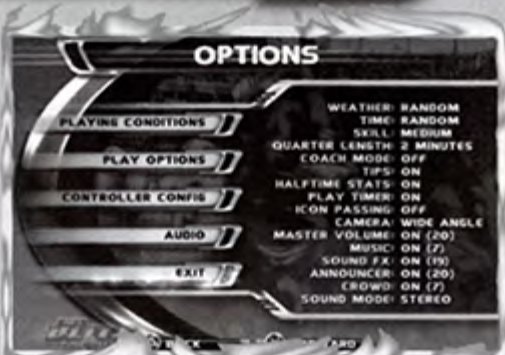 OPTIONS
PLAYING CONDITIONS
PLAY OPTIONS
CONTROLLER CONFIG
AUDIO
EXIT
WEATHER: RANDOM
TIME: RANDOM
SKILL: MEDIUM
QUARTER LENGTH: 2 MINUTES
COACH MODE: OFF
TIPS: ON
HALFTIME STATS: ON
PLAY TIMER: ON
ICON PASSING: OFF
CAMERA: WIDE ANGLE
MASTER VOLUME: ON (20)
MUSIC: ON (7)
SOUND FX: ON (19)
ANNOUNCER: ON (20)
CROWD: ON (7)
SOUND MODE: STEREO